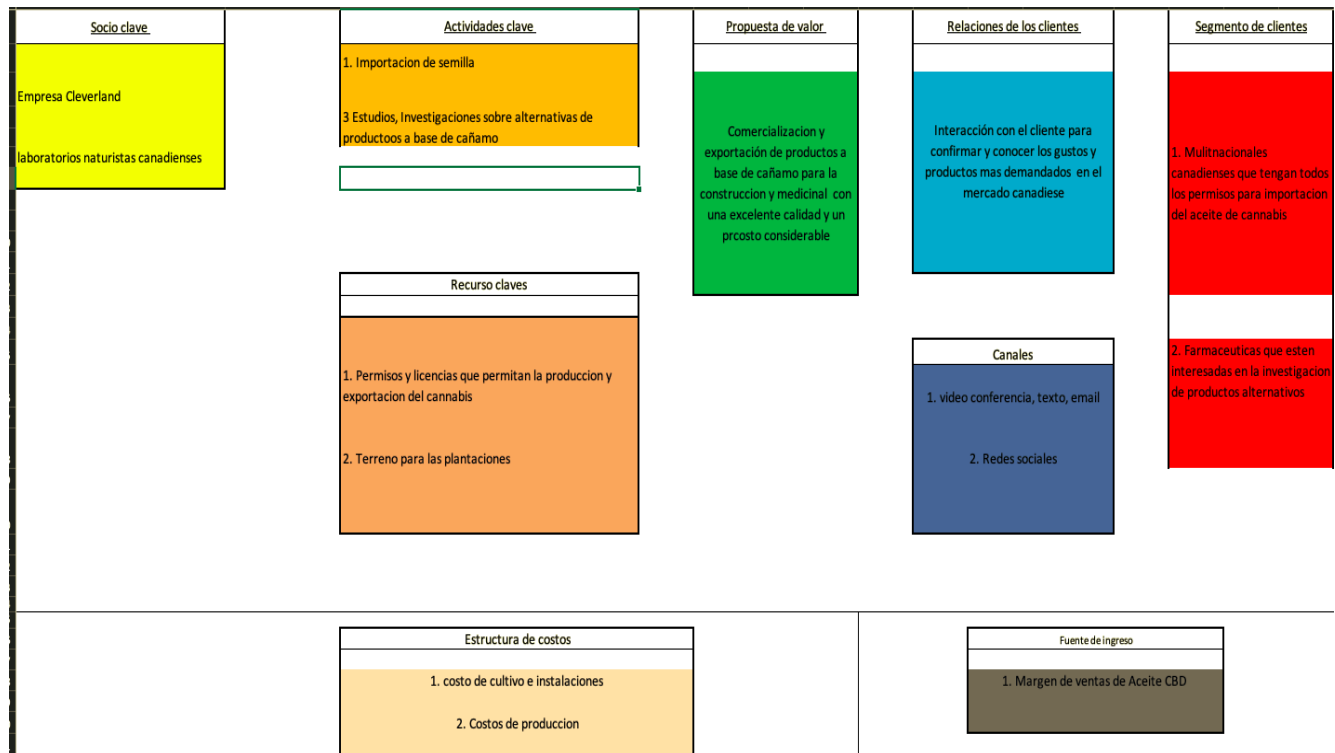 Socio clave
Empresa Cleverland
laboratorios naturistas canadienses
Actividades clave
1. Importacion de semilla
3 Estudios, Investigaciones sobre alternativas de
productoos a base de cañamo
Recurso claves
1. Permisos y licencias que permitan la produccion y
exportacion del cannabis
2. Terreno para las plantaciones
Propuesta de valor
Comercializacion y
exportación de productos a
base de cañamo para la
construccion y medicinal con
una excelente calidad y un
prcosto considerable
Relaciones de los clientes
Interacción con el cliente para
confirmar y conocer los gustos y
productos mas demandados en el
mercado canadiese
Canales
1. video conferencia, texto, email
2. Redes sociales
Segmento de clientes
1. Mulitnacionales
canadienses que tengan todos
los permisos para importacion
del aceite de cannabis
2. Farmaceuticas que esten
interesadas en la investigacion
de productos alternativos
Estructura de costos
1. costo de cultivo e instalaciones
2. Costos de produccion
Fuente de ingreso
1. Margen de ventas de Aceite CBD